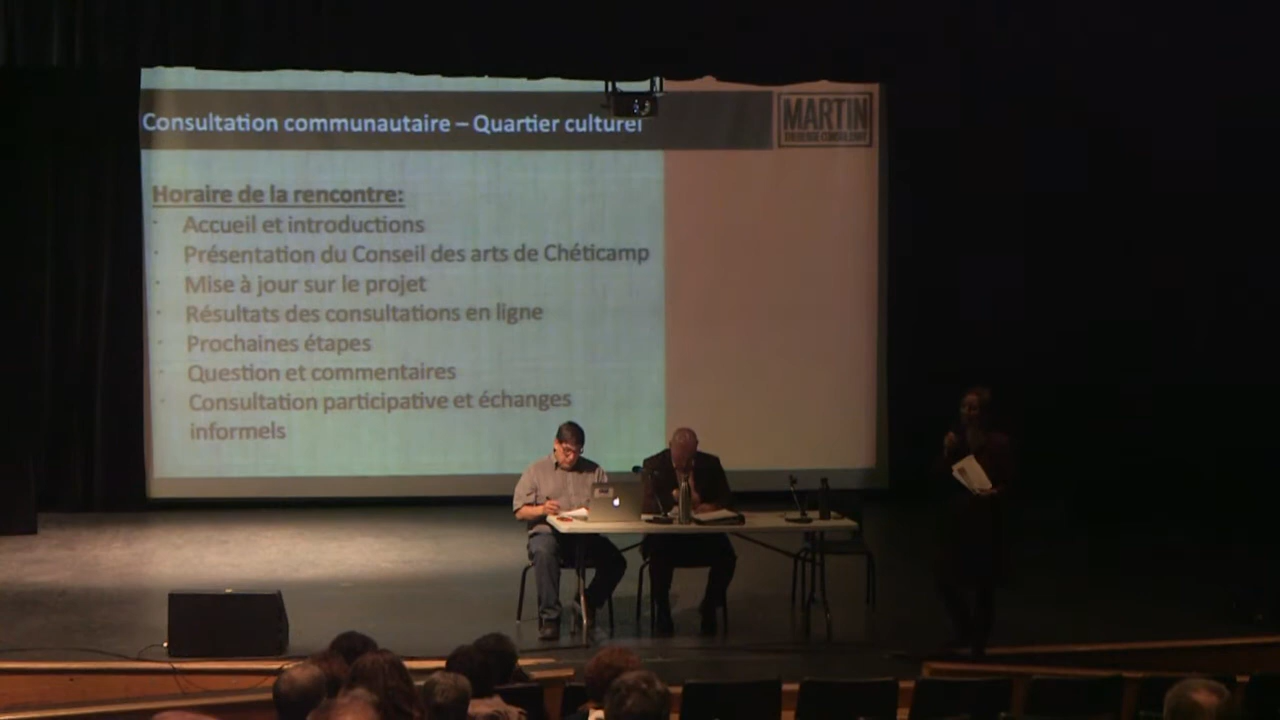 Consultation communautaire – Quartier culturel
MARTIN
Horaire de la rencontre:
Accueil et introductions
Présentation du Conseil des arts de Chéticamp
Mise à jour sur le projet
Résultats des consultations en ligne
Prochaines étapes
Question et commentaires
Consultation participative et échanges
informels